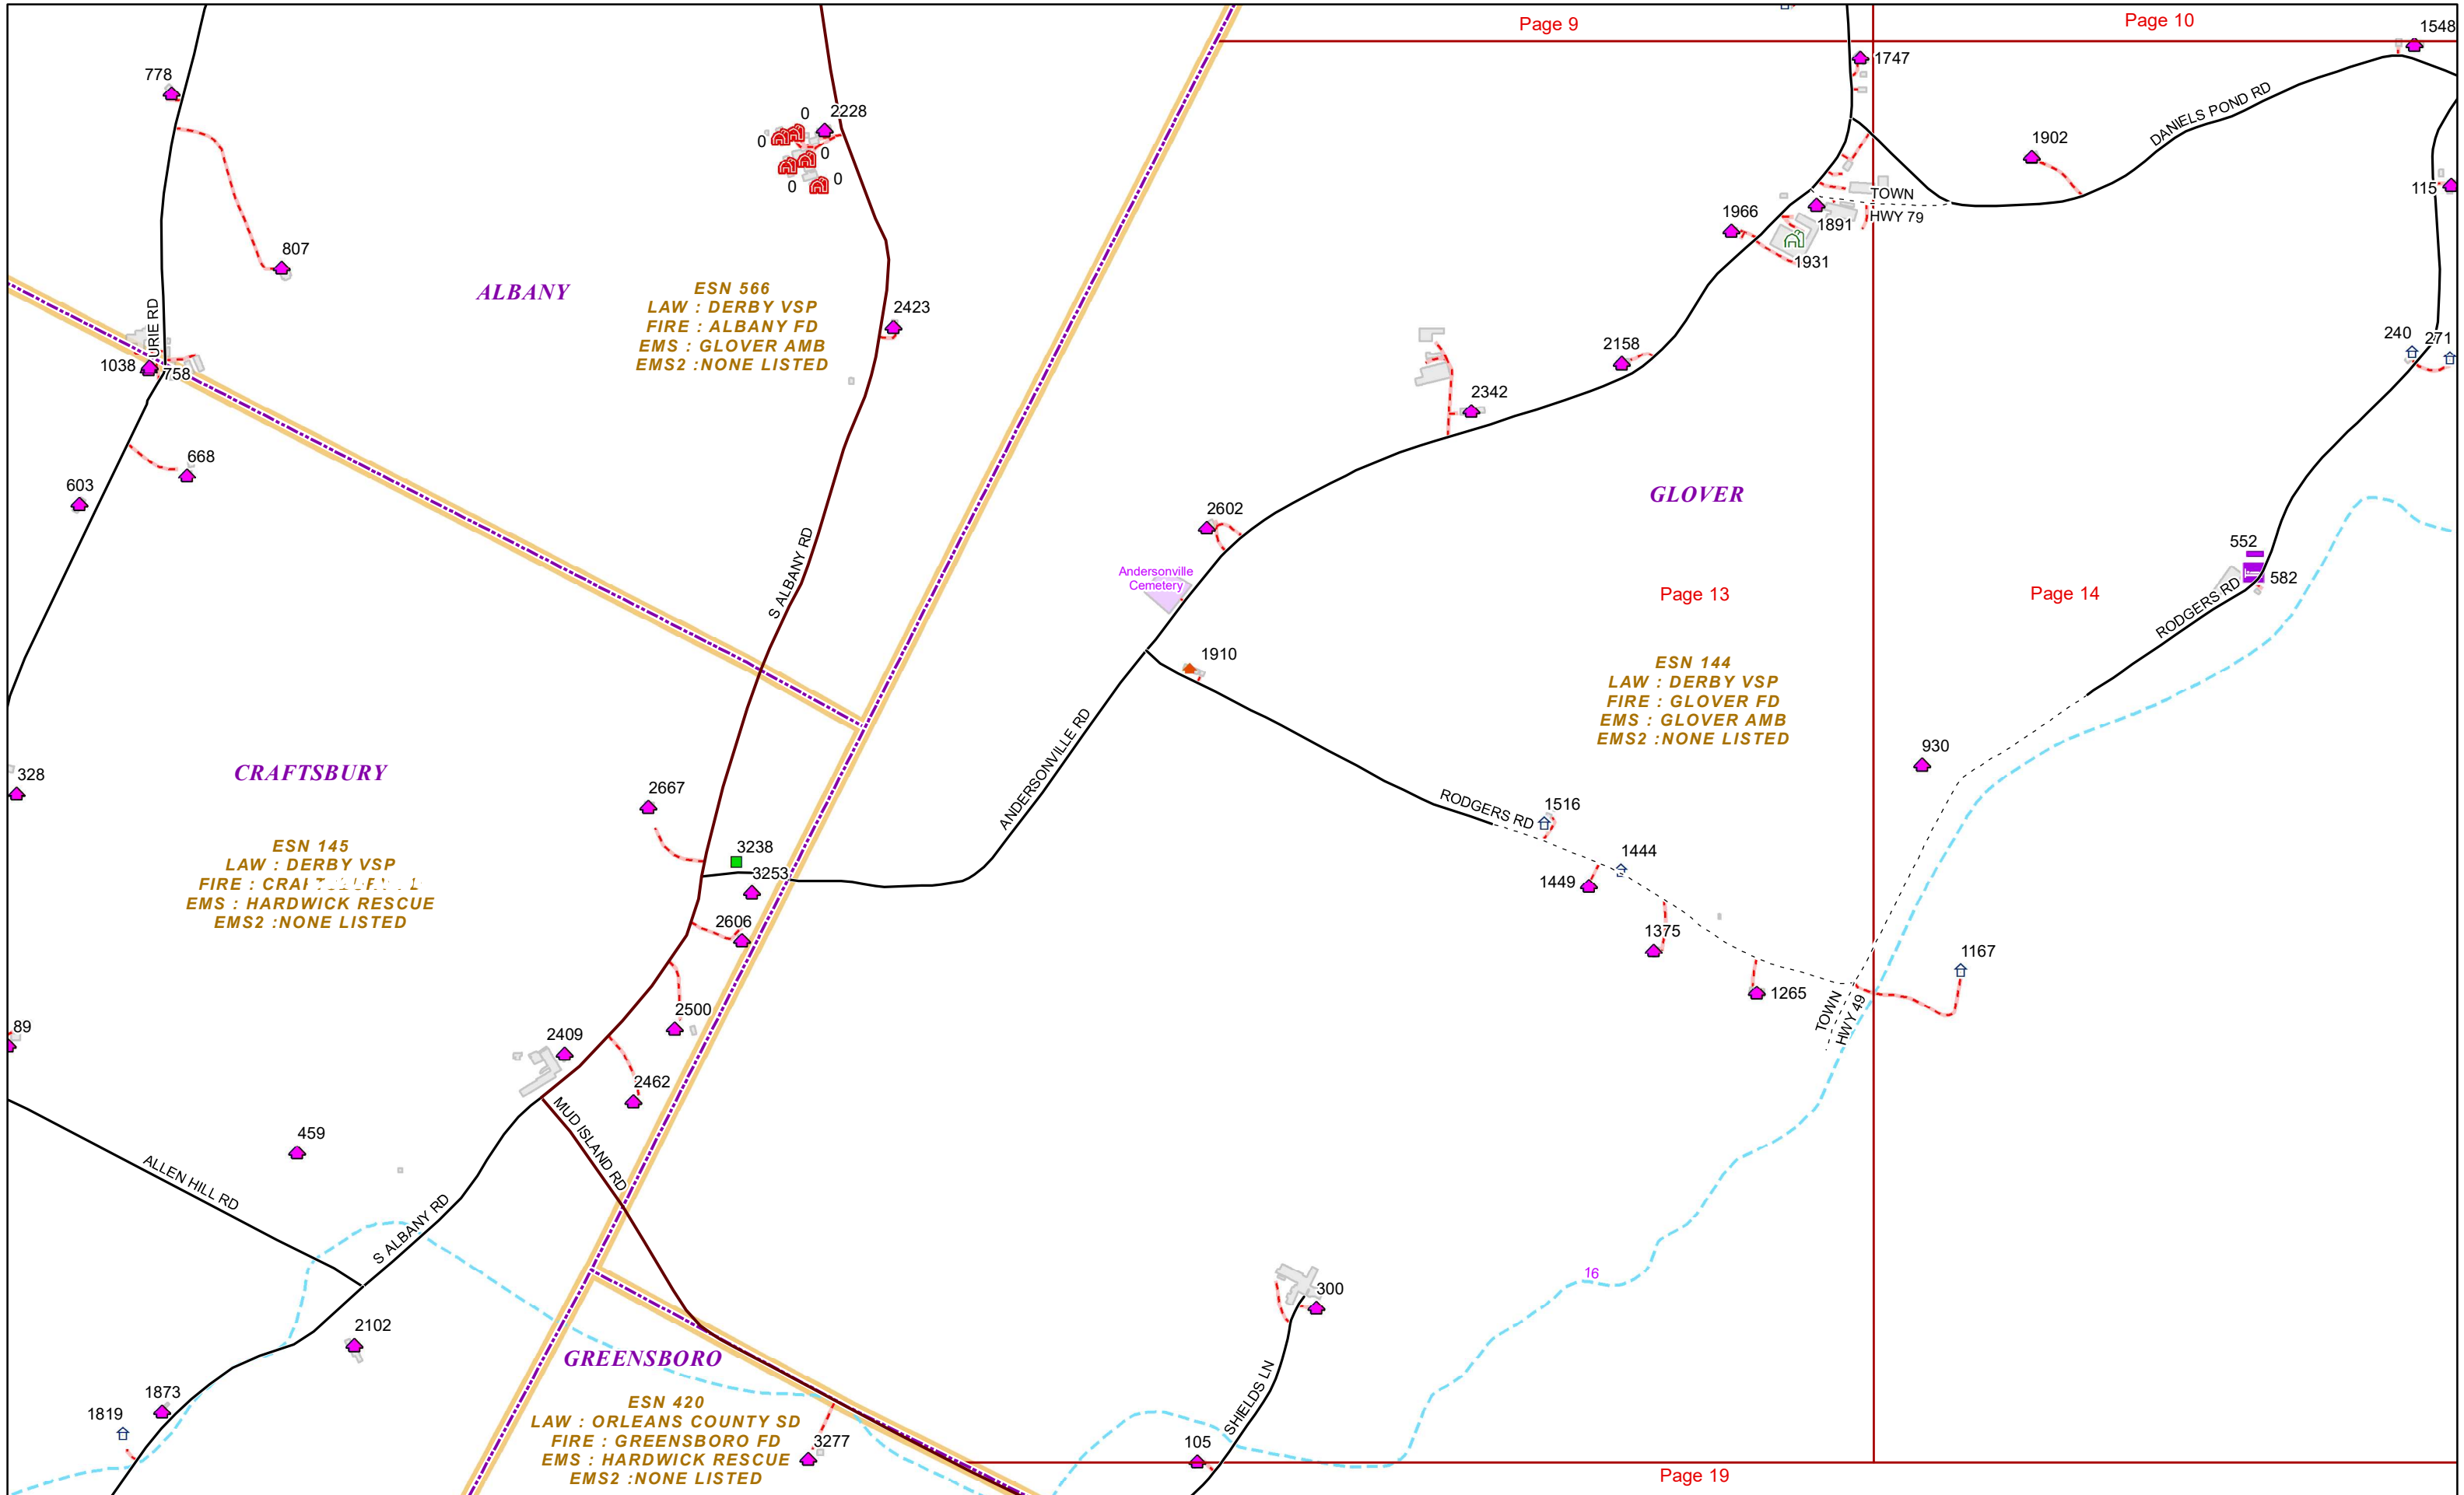 Page 9
Page 10
1548
778
1747
2228
0
0
0
0
0
DANIELS POND RD
1902
TOWN
HWY 79
115
1966
1891
1931
807
ALBANY
ESN 566
LAW : DERBY VSP
FIRE : ALBANY FD
EMS : GLOVER AMB
EMS2 :NONE LISTED
2423
URIE RD
1038
758
2158
240
271
2342
668
603
GLOVER
2602
S ALBANY RD
Andersonville
Cemetery
552
582
Page 13
Page 14
RODGERS RD
1910
ESN 144
LAW : DERBY VSP
FIRE : GLOVER FD
EMS : GLOVER AMB
EMS2 :NONE LISTED
ANDERSONVILLE RD
930
CRAFTSBURY
328
2667
RODGERS RD
1516
ESN 145
LAW : DERBY VSP
FIRE :
EMS : HARDWICK RESCUE
EMS2 :NONE LISTED
3238
3253
1444
1449
2606
1375
1167
1265
TOWN
HWY 49
2500
89
2409
2462
MUD ISLAND RD
459
ALLEN HILL RD
S ALBANY RD
16
300
2102
GREENSBORO
SHIELDS LN
1873
1819
ESN 420
LAW : ORLEANS COUNTY SD
FIRE : GREENSBORO FD
EMS : HARDWICK RESCUE
EMS2 :NONE LISTED
3277
105
Page 19